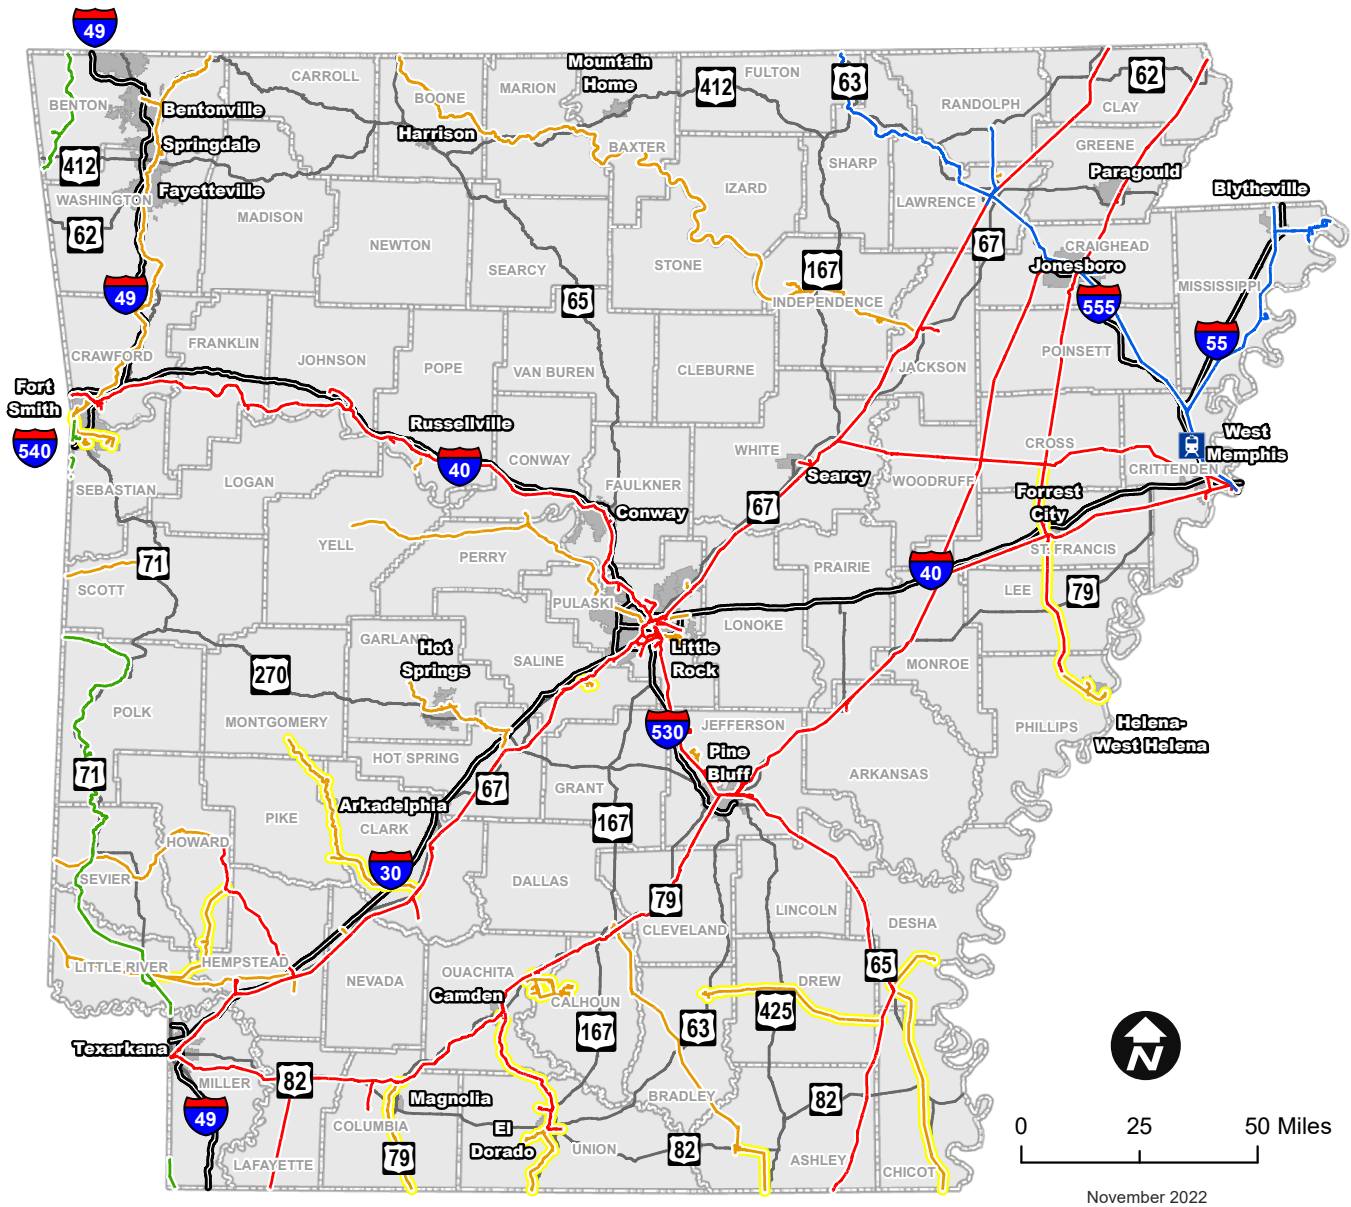 49
Mountain
Home
CARROLL
FULTON
62
BENTON
BOONE
MARION
412
63
RANDOLPH
CLAY
Bentonville
Harrison
Springdale
BAXTER
SHARP
GREENE
412
Paragould
Fayetteville
WASHINGTON
IZARD
LAWRENCE
Blytheville
62
MADISON
NEWTON
67
CRAIGHEAD
SEARCY
STONE
167
Jonesboro
49
65
INDEPENDENCE
555
MISSISSIPPI
CRAWFORD
FRANKLIN
JOHNSON
POPE
VAN BUREN
CLEBURNE
JACKSON
POINSETT
55
Fort
Smith
540
Russellville
40
CONWAY
WHITE
CROSS
West
Memphis
CRITTENDEN
SEBASTIAN
LOGAN
FAULKNER
Searcy
WOODRUFF
Forrest
City
Conway
67
YELL
PERRY
71
PRAIRIE
40
ST. FRANCIS
SCOTT
PULASKI
LEE
79
LONOKE
GARLAND
Hot
Springs
Little
Rock
270
SALINE
MONROE
POLK
MONTGOMERY
530
JEFFERSON
PHILLIPS
Helena-
West Helena
HOT SPRING
Pine
Bluff
71
67
GRANT
ARKANSAS
Arkadelphia
PIKE
CLARK
167
HOWARD
30
SEVIER
DALLAS
79
LINCOLN
DESHA
CLEVELAND
LITTLE RIVER
HEMPSTEAD
NEVADA
OUACHITA
65
Camden
CALHOUN
DREW
425
167
63
Texarkana
MILLER
82
Magnolia
BRADLEY
82
49
COLUMBIA
El
Dorado
UNION
82
LAFAYETTE
79
ASHLEY
CHICOT
N
0 25 50 Miles
November 2022